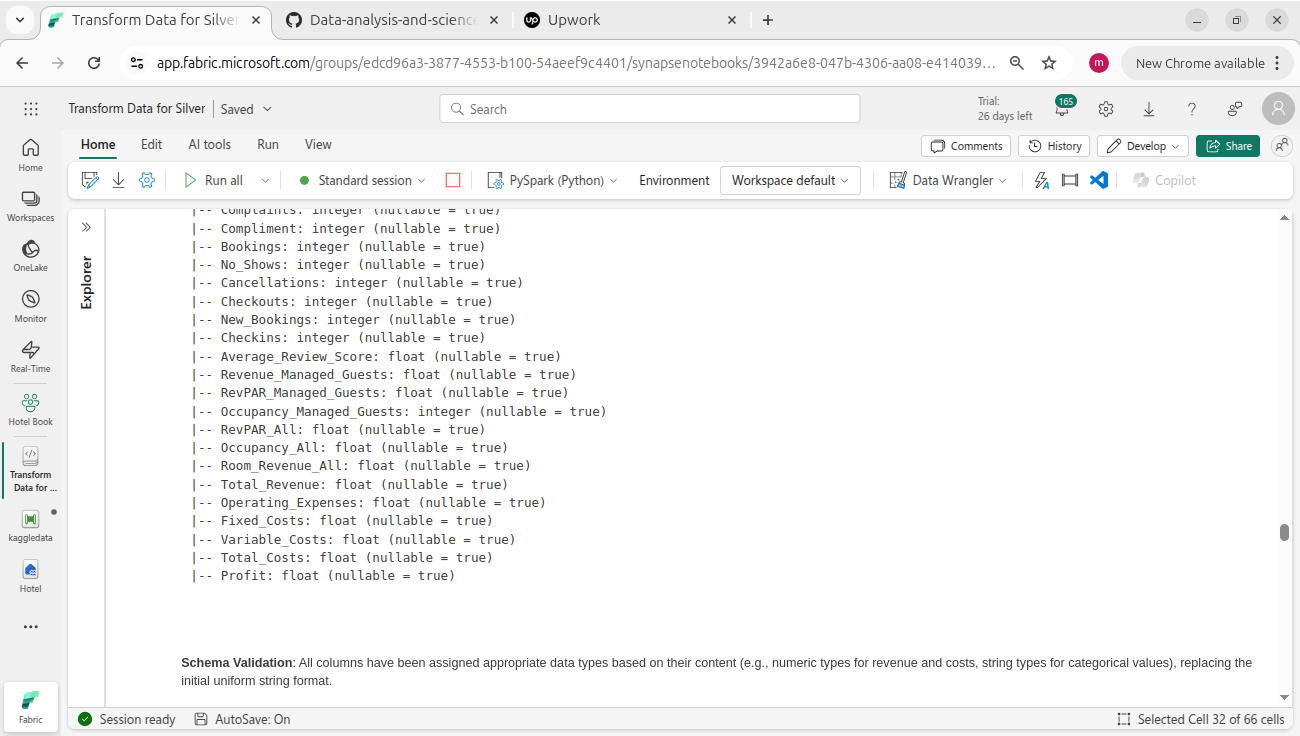 Transform Data for Silver
Data-analysis-and-science
Upwork
app.fabric.microsoft.com/groups/edcd96a3-3877-4553-b100-54aeef9c4401/synapsenotebooks/3942a6e8-047b-4306-aa08-e414039...
m
New Chrome available
Transform Data for Silver
Saved
Search
Trial:
26 days left
165
Home
Edit
AI tools
Run
View
Comments
History
Develop
Share
Run all
Standard session
PySpark (Python)
Environment
Workspace default
Data Wrangler
Copilot
Home
Workspaces
OneLake
Monitor
Real-Time
Hotel Book
Transform
Data for ...
kaggledata
Hotel
Fabric
Explorer
|-- Complaints: integer (nullable = true)
|-- Compliment: integer (nullable = true)
|-- Bookings: integer (nullable = true)
|-- No_Shows: integer (nullable = true)
|-- Cancellations: integer (nullable = true)
|-- Checkouts: integer (nullable = true)
|-- New_Bookings: integer (nullable = true)
|-- Checkins: integer (nullable = true)
|-- Average_Review_Score: float (nullable = true)
|-- Revenue_Managed_Guests: float (nullable = true)
|-- RevPAR_Managed_Guests: float (nullable = true)
|-- Occupancy_Managed_Guests: integer (nullable = true)
|-- RevPAR_All: float (nullable = true)
|-- Occupancy_All: float (nullable = true)
|-- Room_Revenue_All: float (nullable = true)
|-- Total_Revenue: float (nullable = true)
|-- Operating_Expenses: float (nullable = true)
|-- Fixed_Costs: float (nullable = true)
|-- Variable_Costs: float (nullable = true)
|-- Total_Costs: float (nullable = true)
|-- Profit: float (nullable = true)
Schema Validation: All columns have been assigned appropriate data types based on their content (e.g., numeric types for revenue and costs, string types for categorical values), replacing the
initial uniform string format.
Session ready
AutoSave: On
Selected Cell 32 of 66 cells